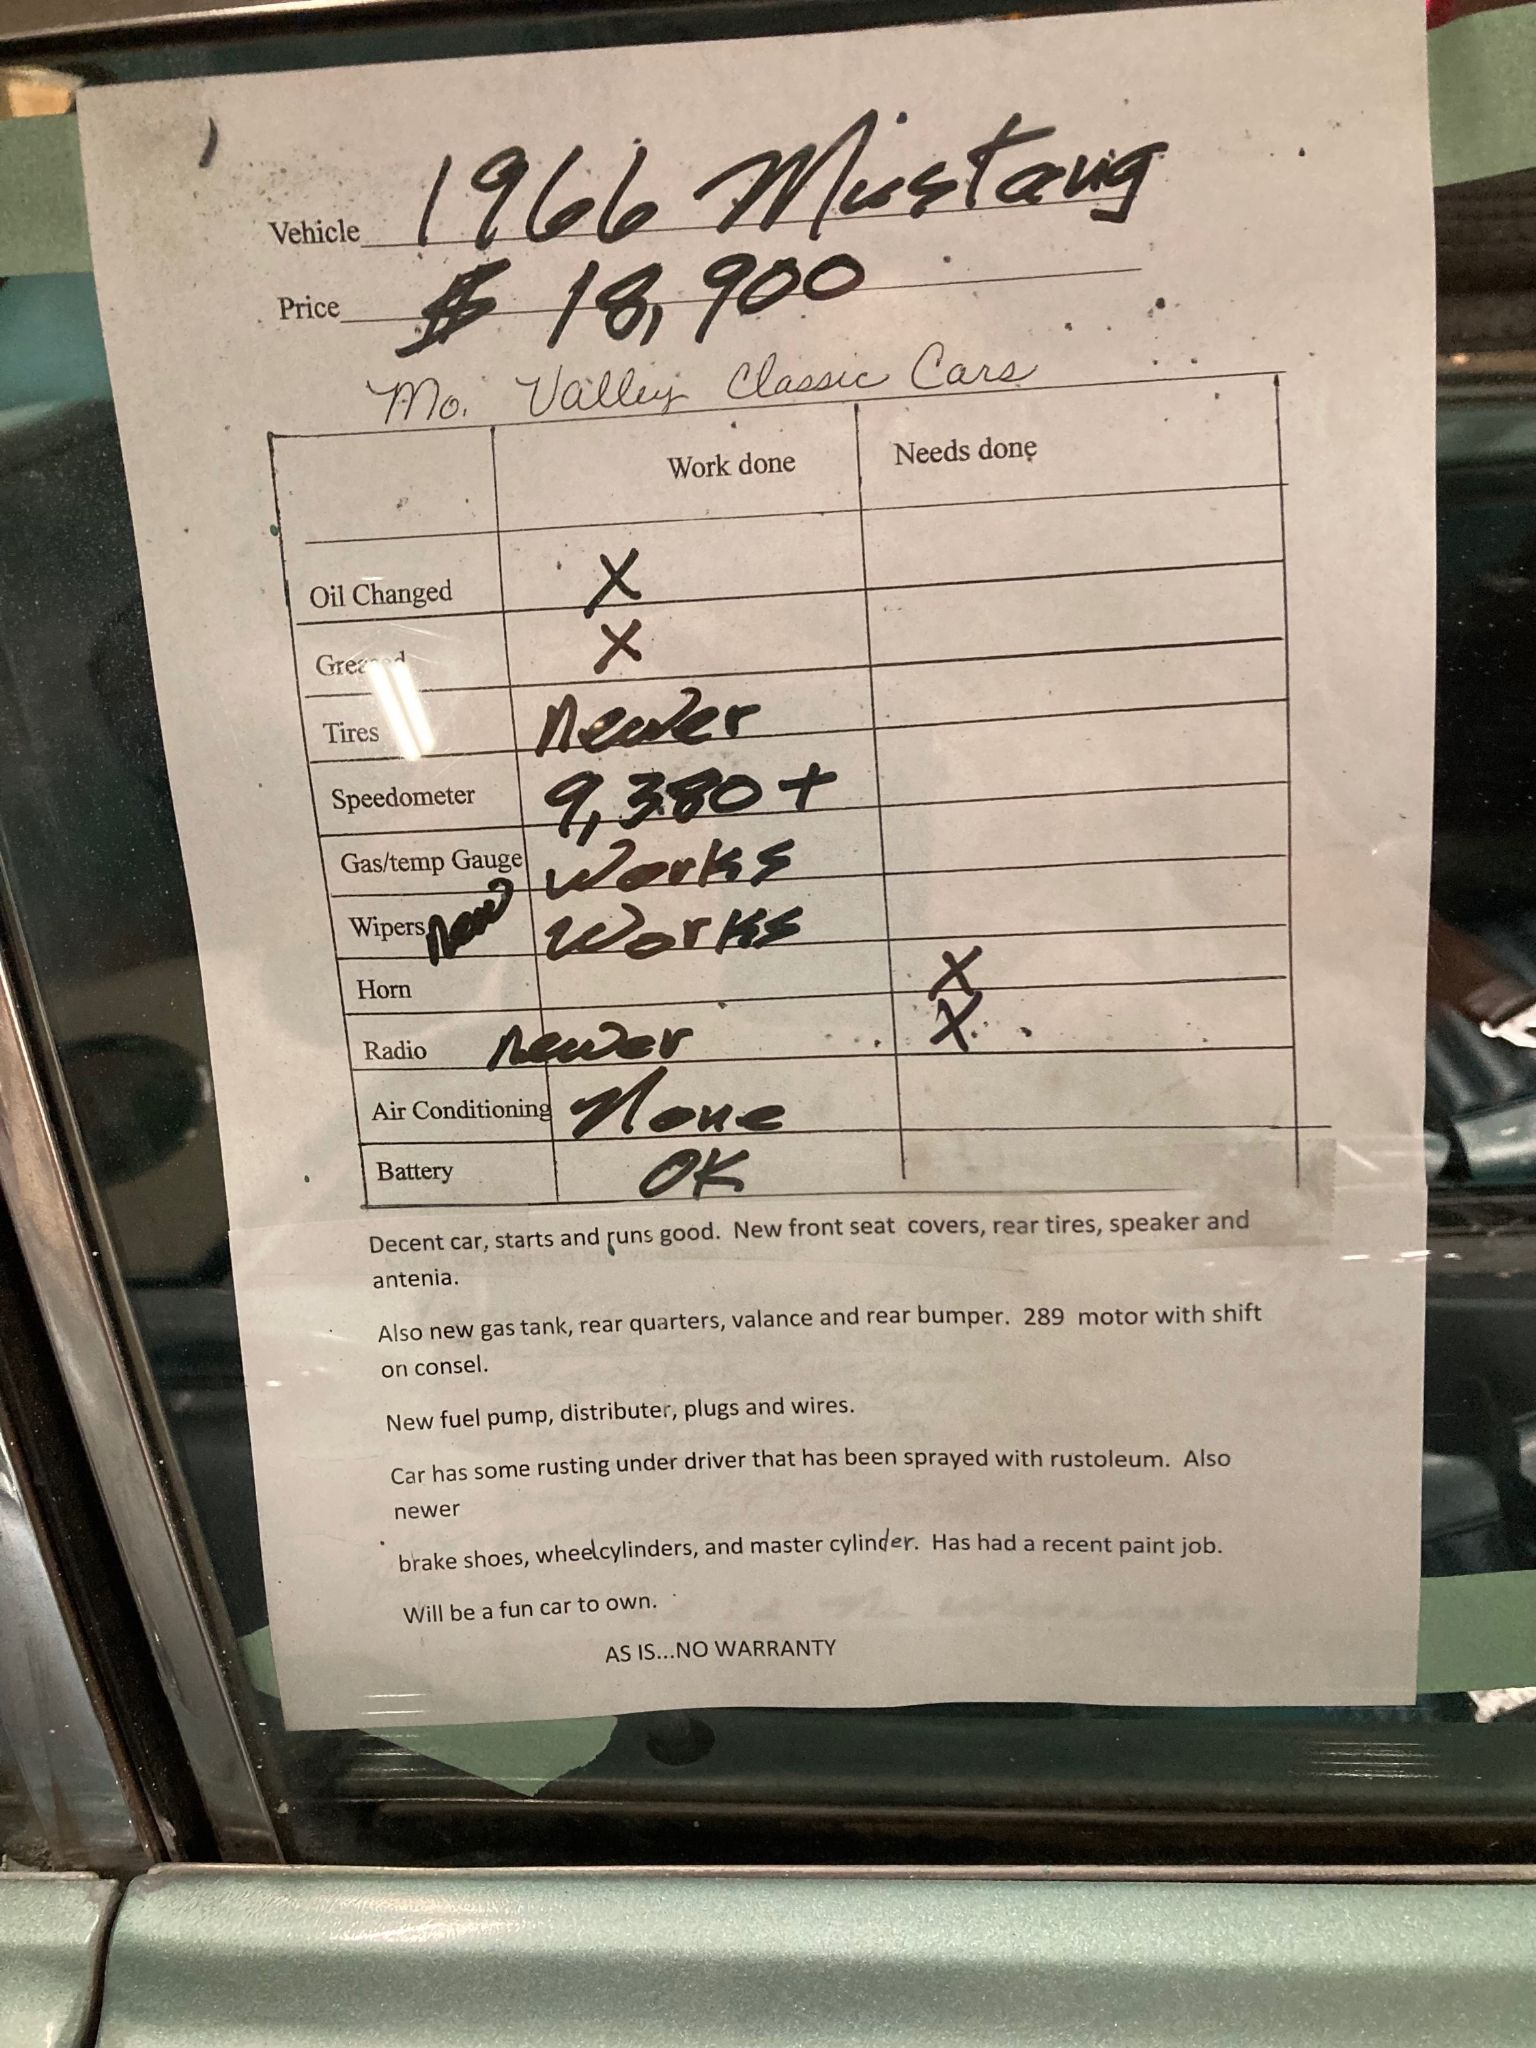 Vehicle 1966 Mustang
Price $ 18,900
Mo. Valley Classic Cars
Work done Needs done
Oil Changed X
Greased X
Tires newer
Speedometer 9,380+
Gas/temp Gauge Works
Wipers new Works
Horn X
Radio newer X
Air Conditioning None
Battery OK
Decent car, starts and runs good. New front seat covers, rear tires, speaker and
antenia.
Also new gas tank, rear quarters, valance and rear bumper. 289 motor with shift
on consel.
New fuel pump, distributer, plugs and wires.
Car has some rusting under driver that has been sprayed with rustoleum. Also
newer
brake shoes, wheelcylinders, and master cylinder. Has had a recent paint job.
Will be a fun car to own.
AS IS...NO WARRANTY